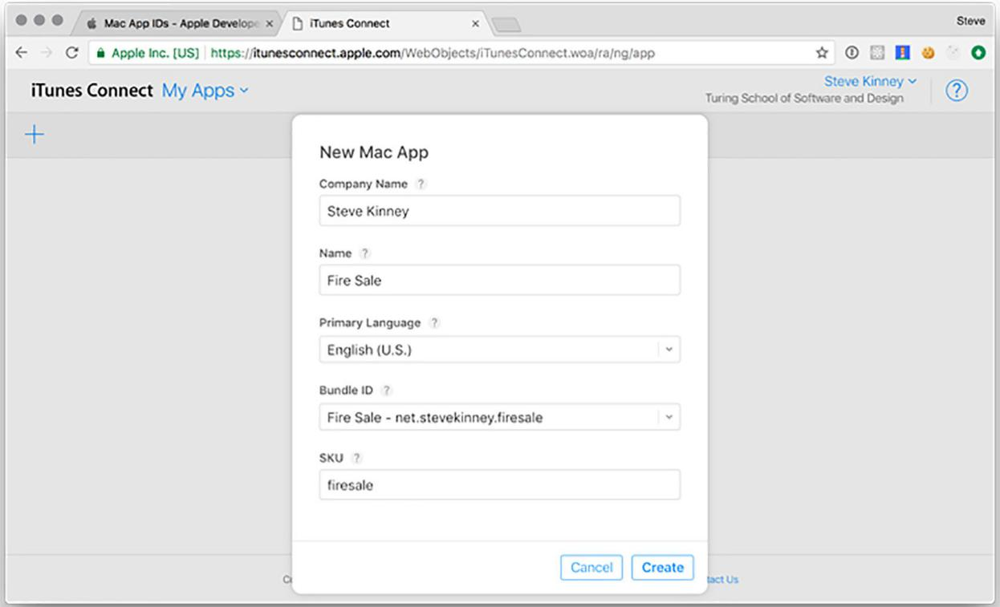 Mac App IDs - Apple Develope
iTunes Connect
Steve
Apple Inc. [US] https://itunesconnect.apple.com/WebObjects/iTunesConnect.woa/ra/ng/app
iTunes Connect My Apps
Steve Kinney
Turing School of Software and Design
?
New Mac App
Company Name ?
Steve Kinney
Name ?
Fire Sale
Primary Language ?
English (U.S.)
Bundle ID ?
Fire Sale - net.stevekinney.firesale
SKU ?
firesale
Cancel Create
tact Us